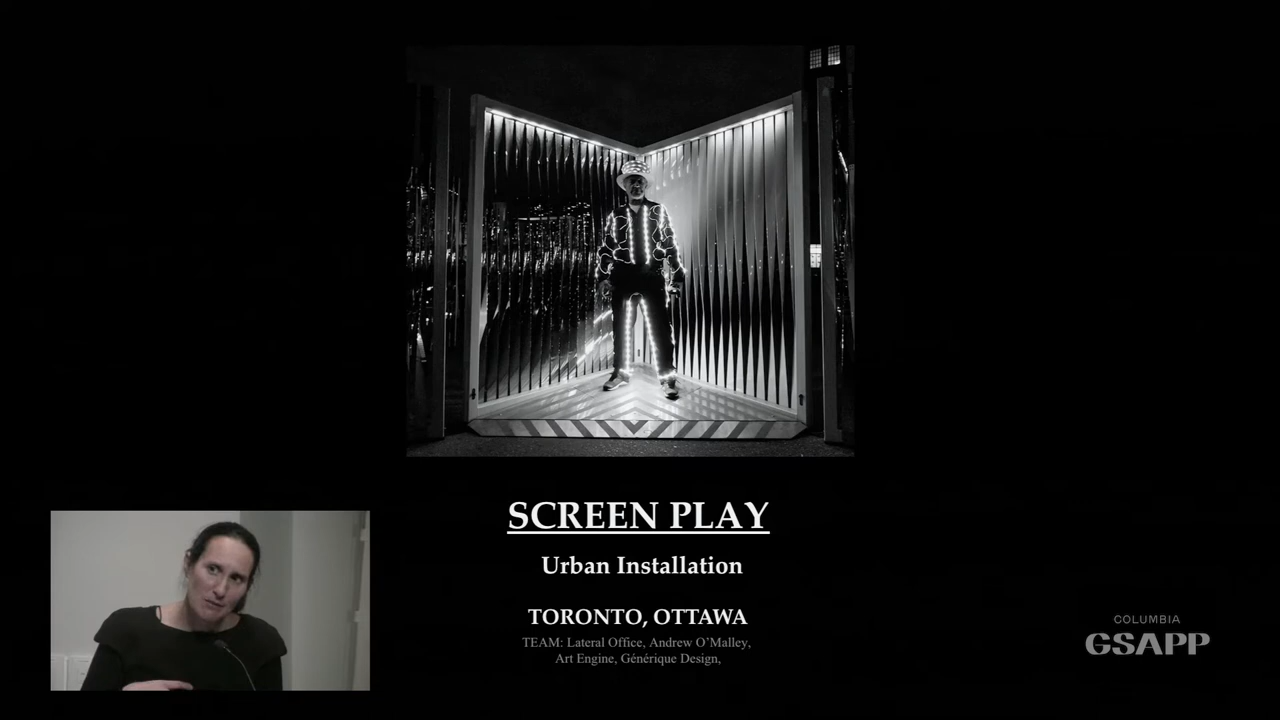 SCREEN PLAY
Urban Installation
TORONTO, OTTAWA
TEAM: Lateral Office, Andrew O’Malley,
Art Engine, Générique Design,
COLUMBIA
GSAPP